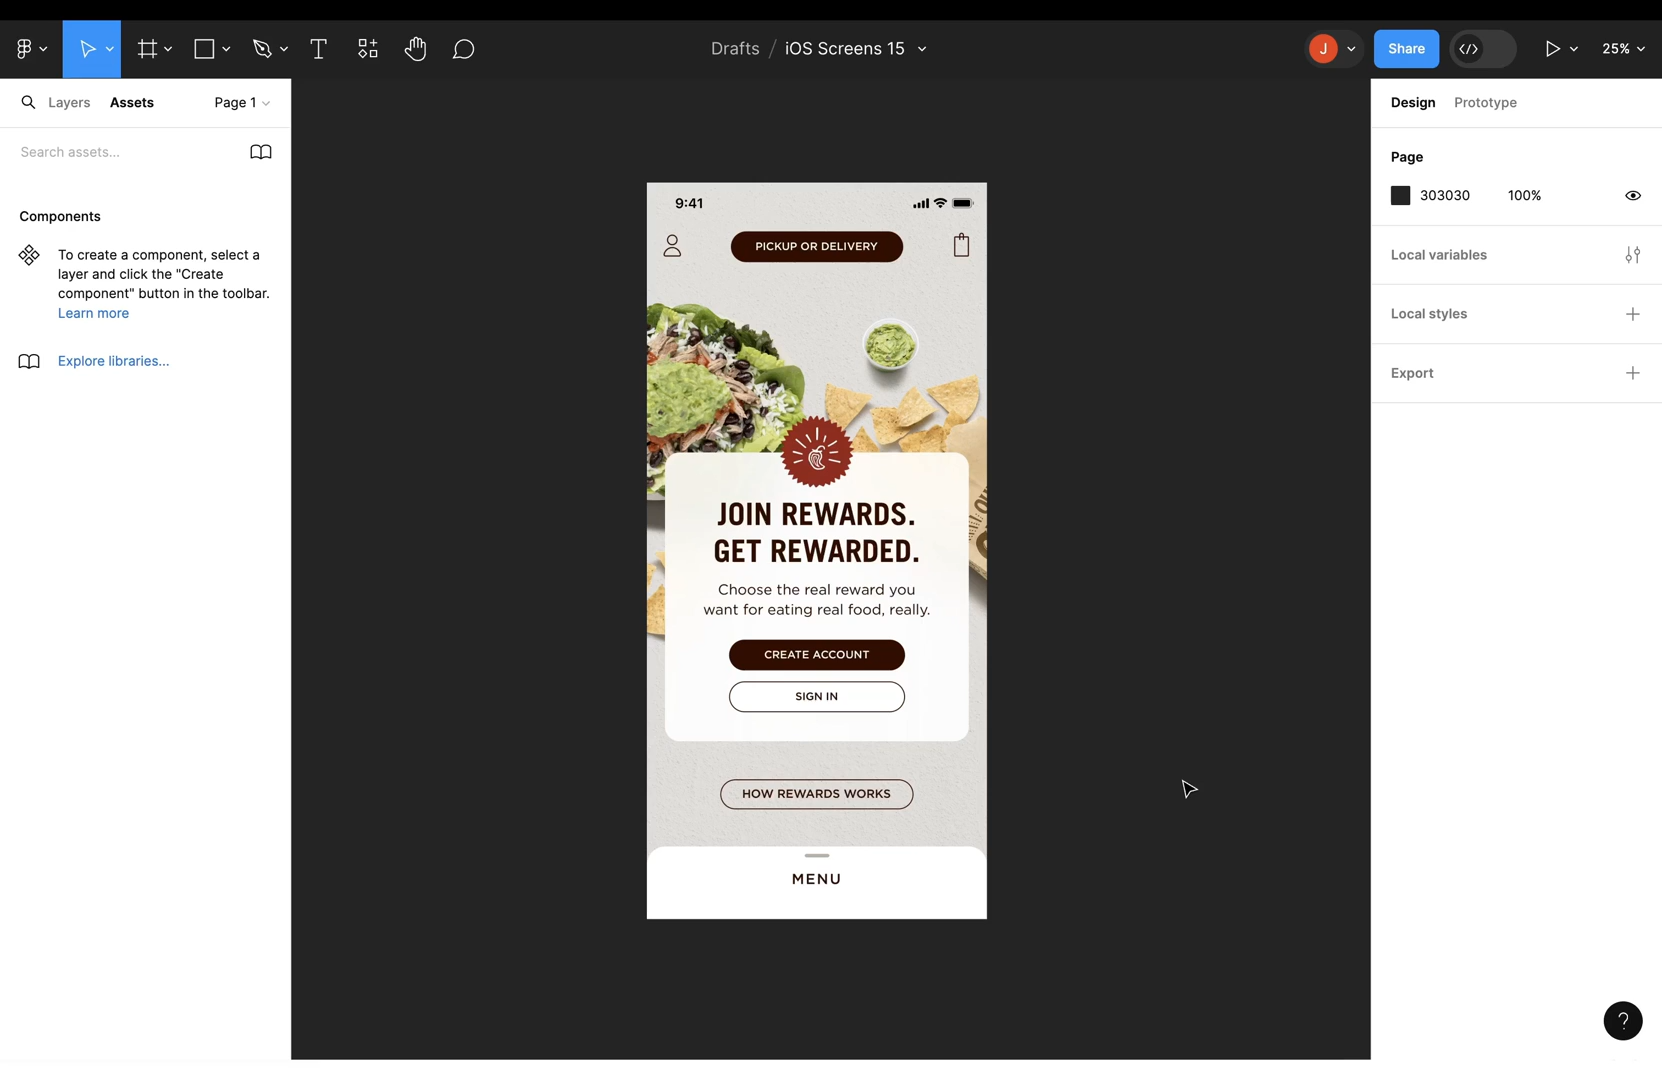 Drafts / iOS Screens 15
J
Share
25%
Layers
Assets
Page 1
Design
Prototype
Search assets...
Page
303030
100%
Components
To create a component, select a
layer and click the "Create
component" button in the toolbar.
Learn more
Explore libraries...
Local variables
Local styles
Export
9:41
PICKUP OR DELIVERY
JOIN REWARDS.
GET REWARDED.
Choose the real reward you
want for eating real food, really.
CREATE ACCOUNT
SIGN IN
HOW REWARDS WORKS
MENU
?